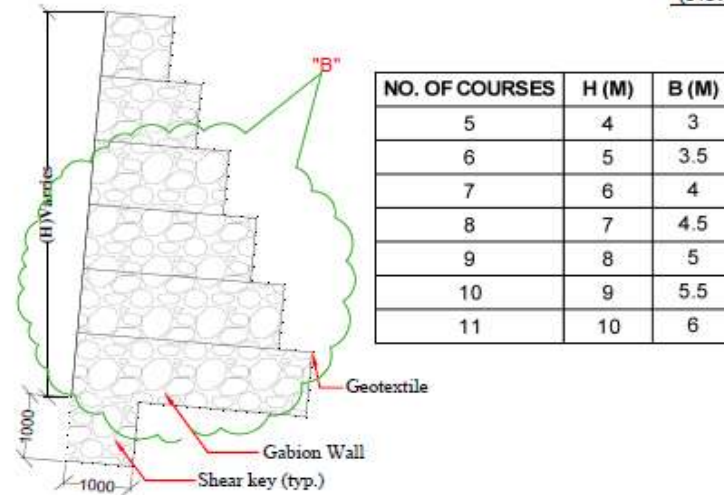 "B"
(H)Varries
NO. OF COURSES H (M) B (M)
5 4 3
6 5 3.5
7 6 4
8 7 4.5
9 8 5
10 9 5.5
11 10 6
Geotextile
1000
Gabion Wall
1000
Shear key (typ.)